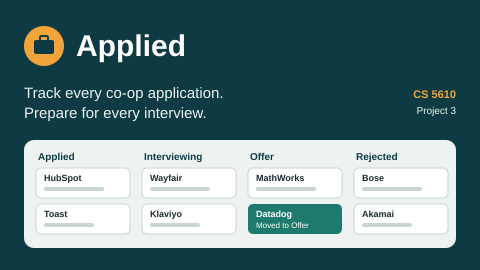 Applied
Track every co-op application.
Prepare for every interview.
CS 5610
Project 3
Applied
HubSpot
Toast
Interviewing
Wayfair
Klaviyo
Offer
MathWorks
Datadog
Moved to Offer
Rejected
Bose
Akamai